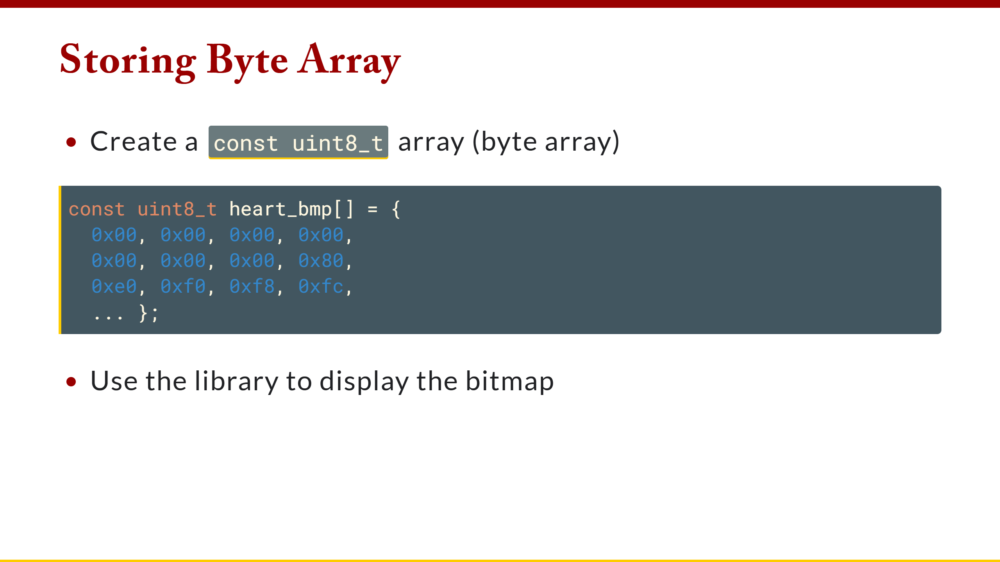 Storing Byte Array
• Create a const uint8_t array (byte array)
const uint8_t heart_bmp[] = {
  0x00, 0x00, 0x00, 0x00,
  0x00, 0x00, 0x00, 0x80,
  0xe0, 0xf0, 0xf8, 0xfc,
  ... };
• Use the library to display the bitmap